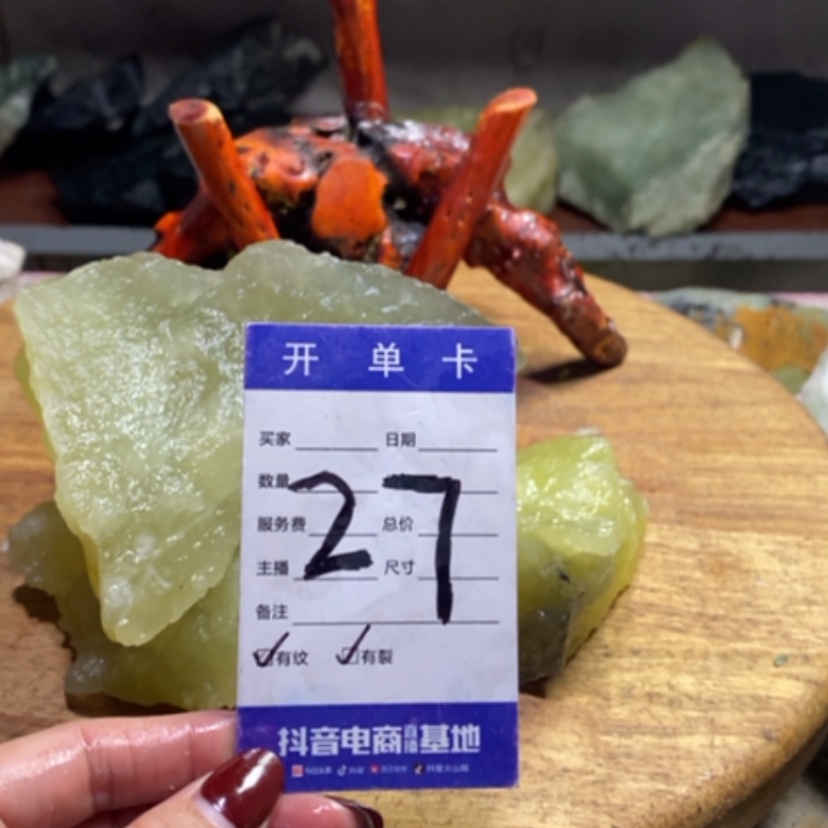 开单卡
买家 日期
数量
27
服务费 总价
主播 尺寸
备注
有纹 有裂
抖音电商直播基地